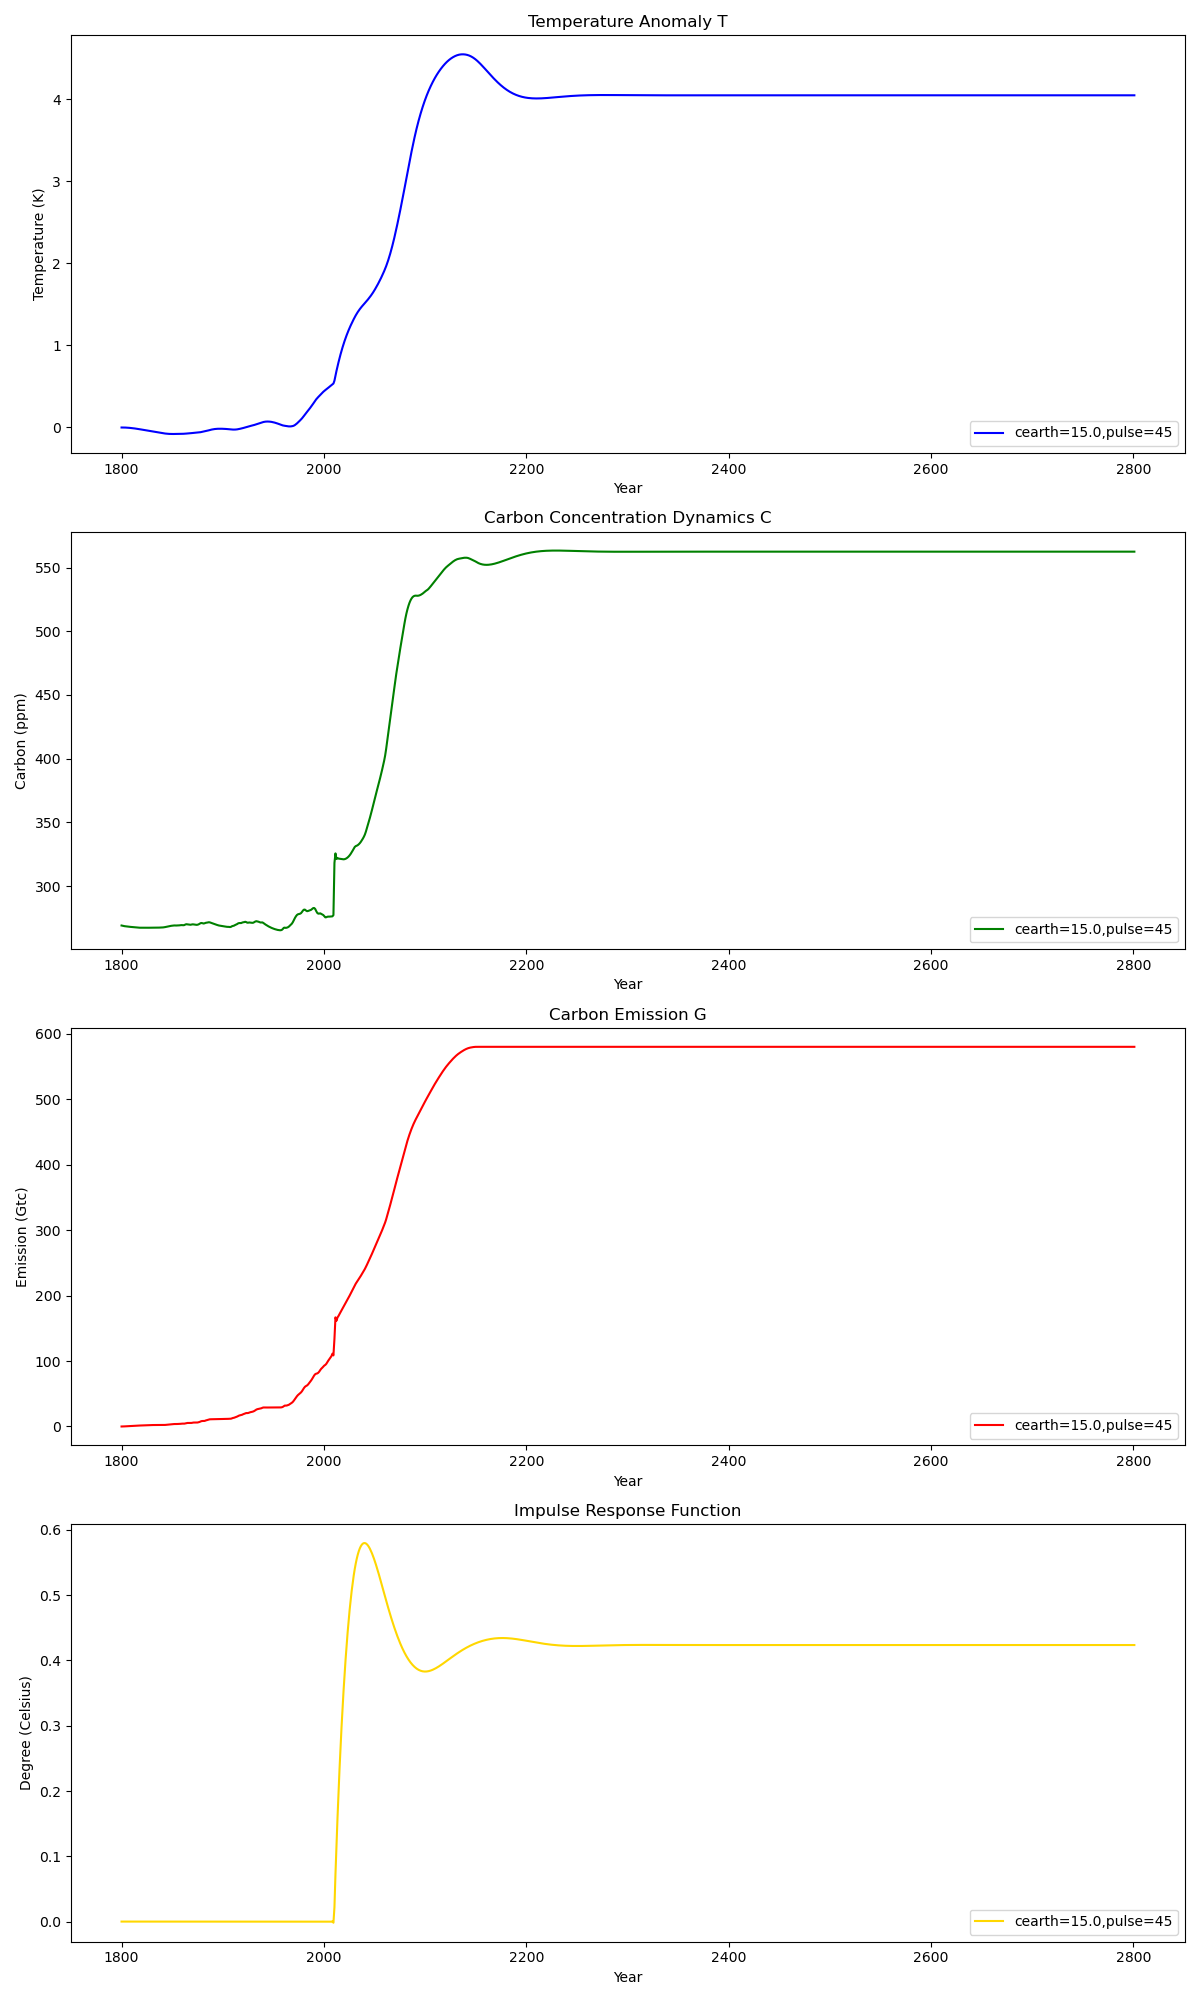 Temperature Anomaly T
4
3
2
1
0
Temperature (K)
cearth=15.0,pulse=45
1800 2000 2200 2400 2600 2800
Year
Carbon Concentration Dynamics C
550
500
450
400
350
300
Carbon (ppm)
cearth=15.0,pulse=45
1800 2000 2200 2400 2600 2800
Year
Carbon Emission G
600
500
400
300
200
100
0
Emission (Gtc)
cearth=15.0,pulse=45
1800 2000 2200 2400 2600 2800
Year
Impulse Response Function
0.6
0.5
0.4
0.3
0.2
0.1
0.0
Degree (Celsius)
cearth=15.0,pulse=45
1800 2000 2200 2400 2600 2800
Year